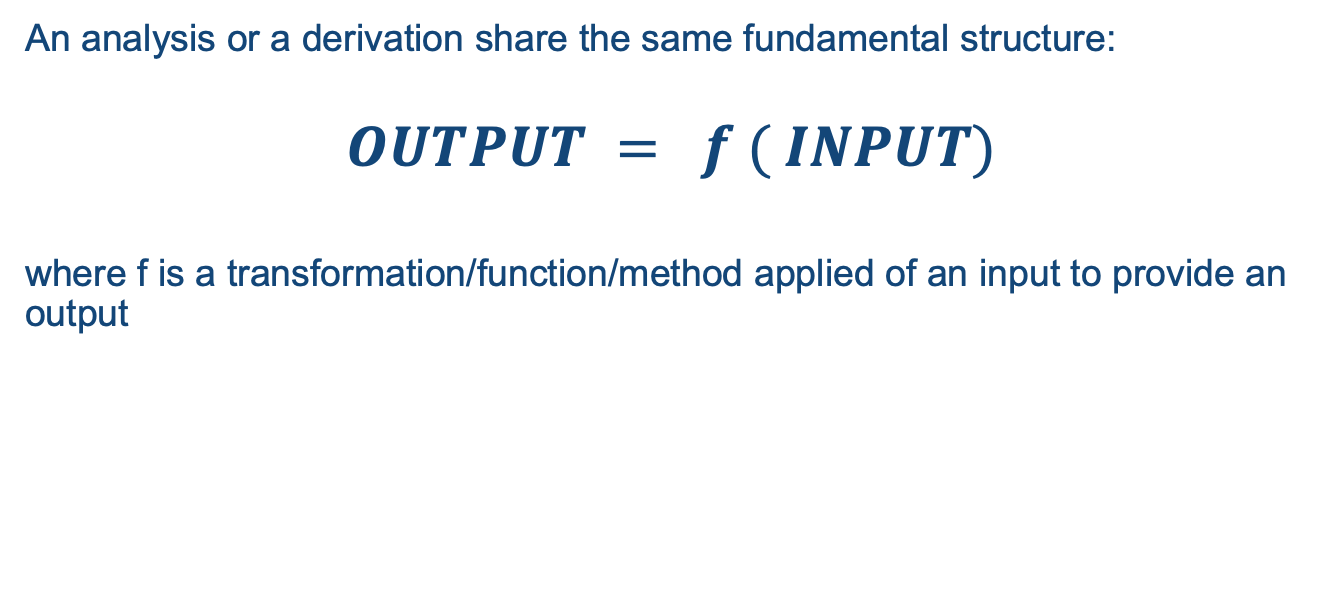 An analysis or a derivation share the same fundamental structure:
OUTPUT = f ( INPUT)
where f is a transformation/function/method applied of an input to provide an
output